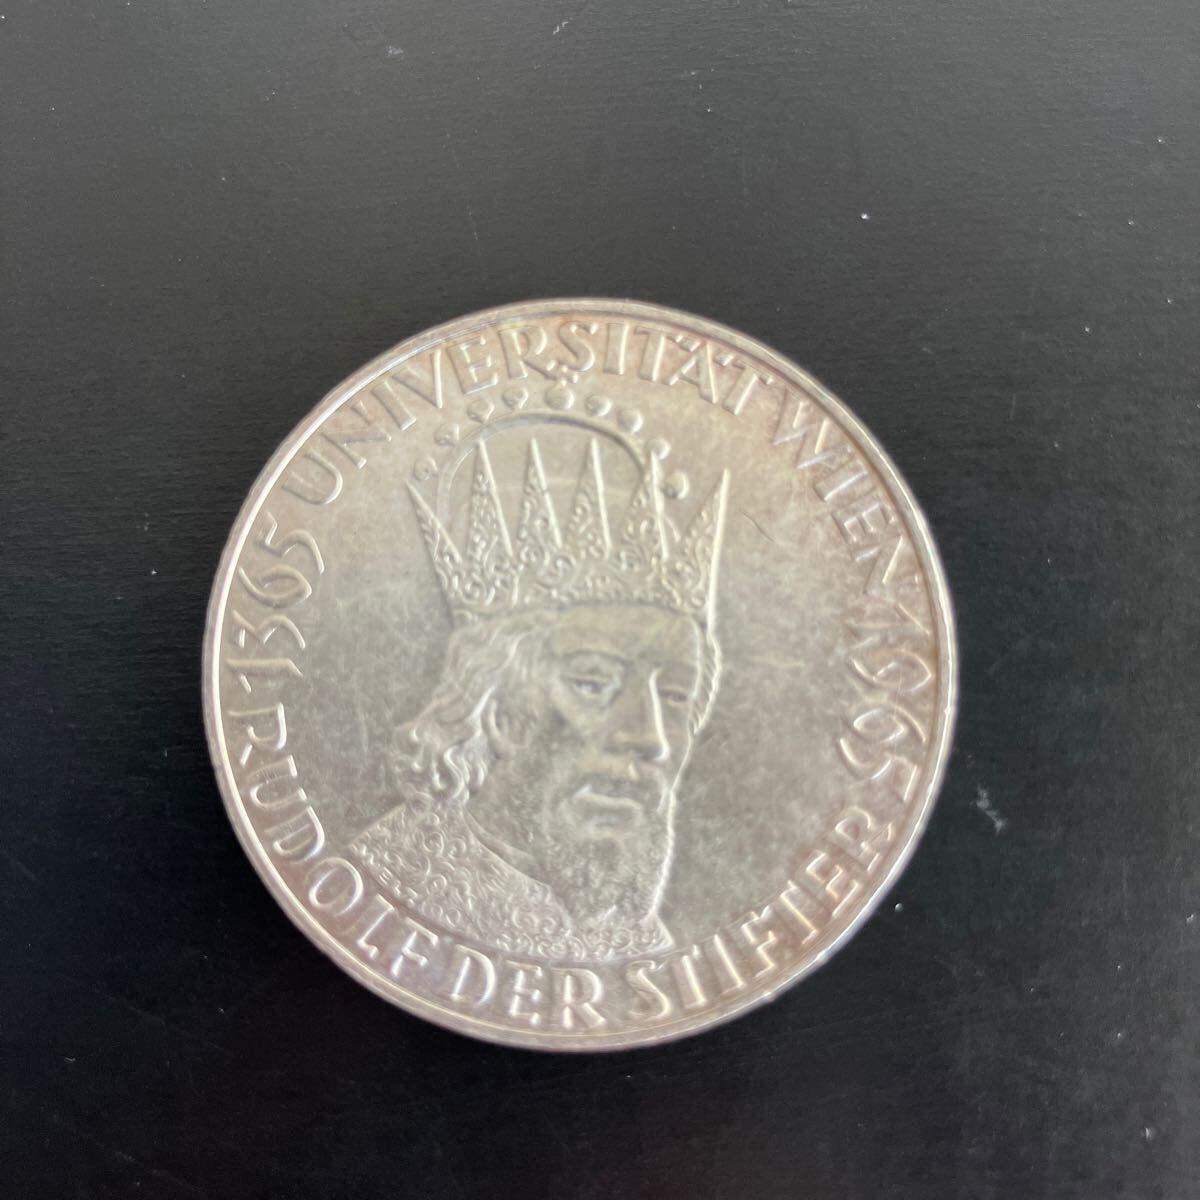 1365 UNIVERSITÄT WIEN 1965
RUDOLF DER STIFTER